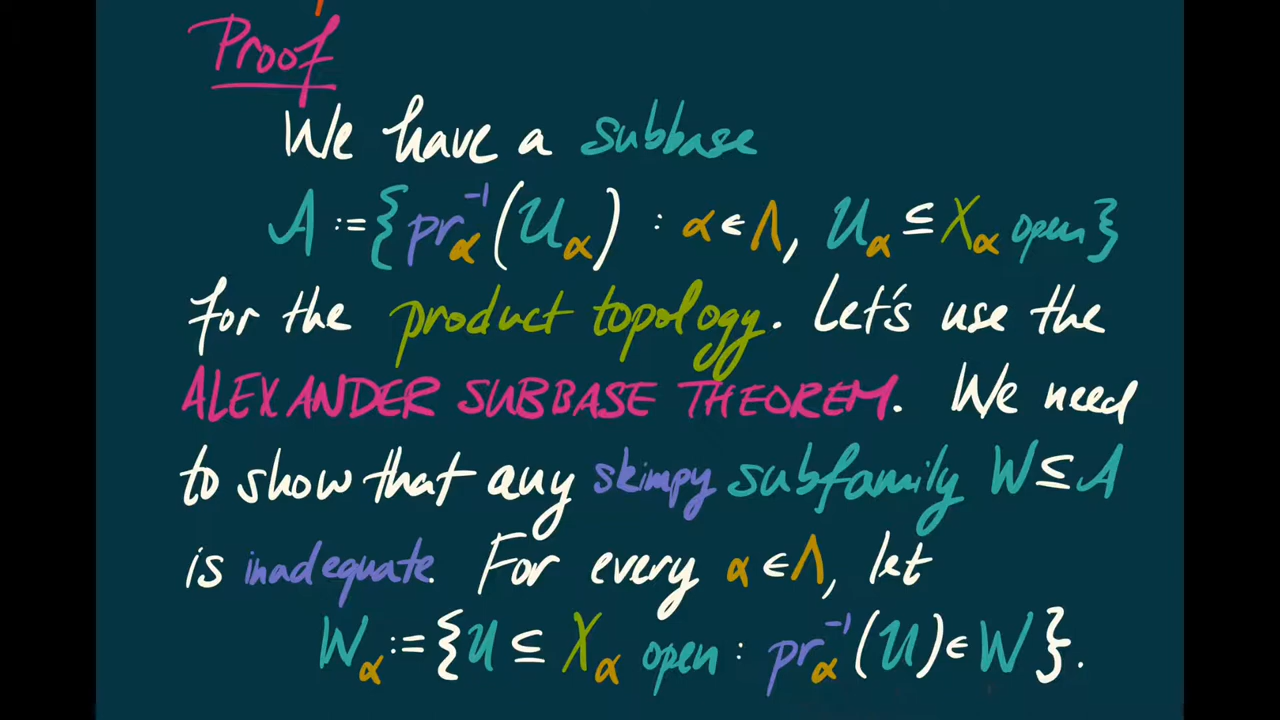 Proof
We have a subbase
A := {pr_α^{-1}(U_α) : α ∈ Λ, U_α ⊆ X_α open}
for the product topology. Let's use the
ALEXANDER SUBBASE THEOREM. We need
to show that any skimpy subfamily W ⊆ A
is inadequate. For every α ∈ Λ, let
W_α := {U ⊆ X_α open : pr_α^{-1}(U) ∈ W}.